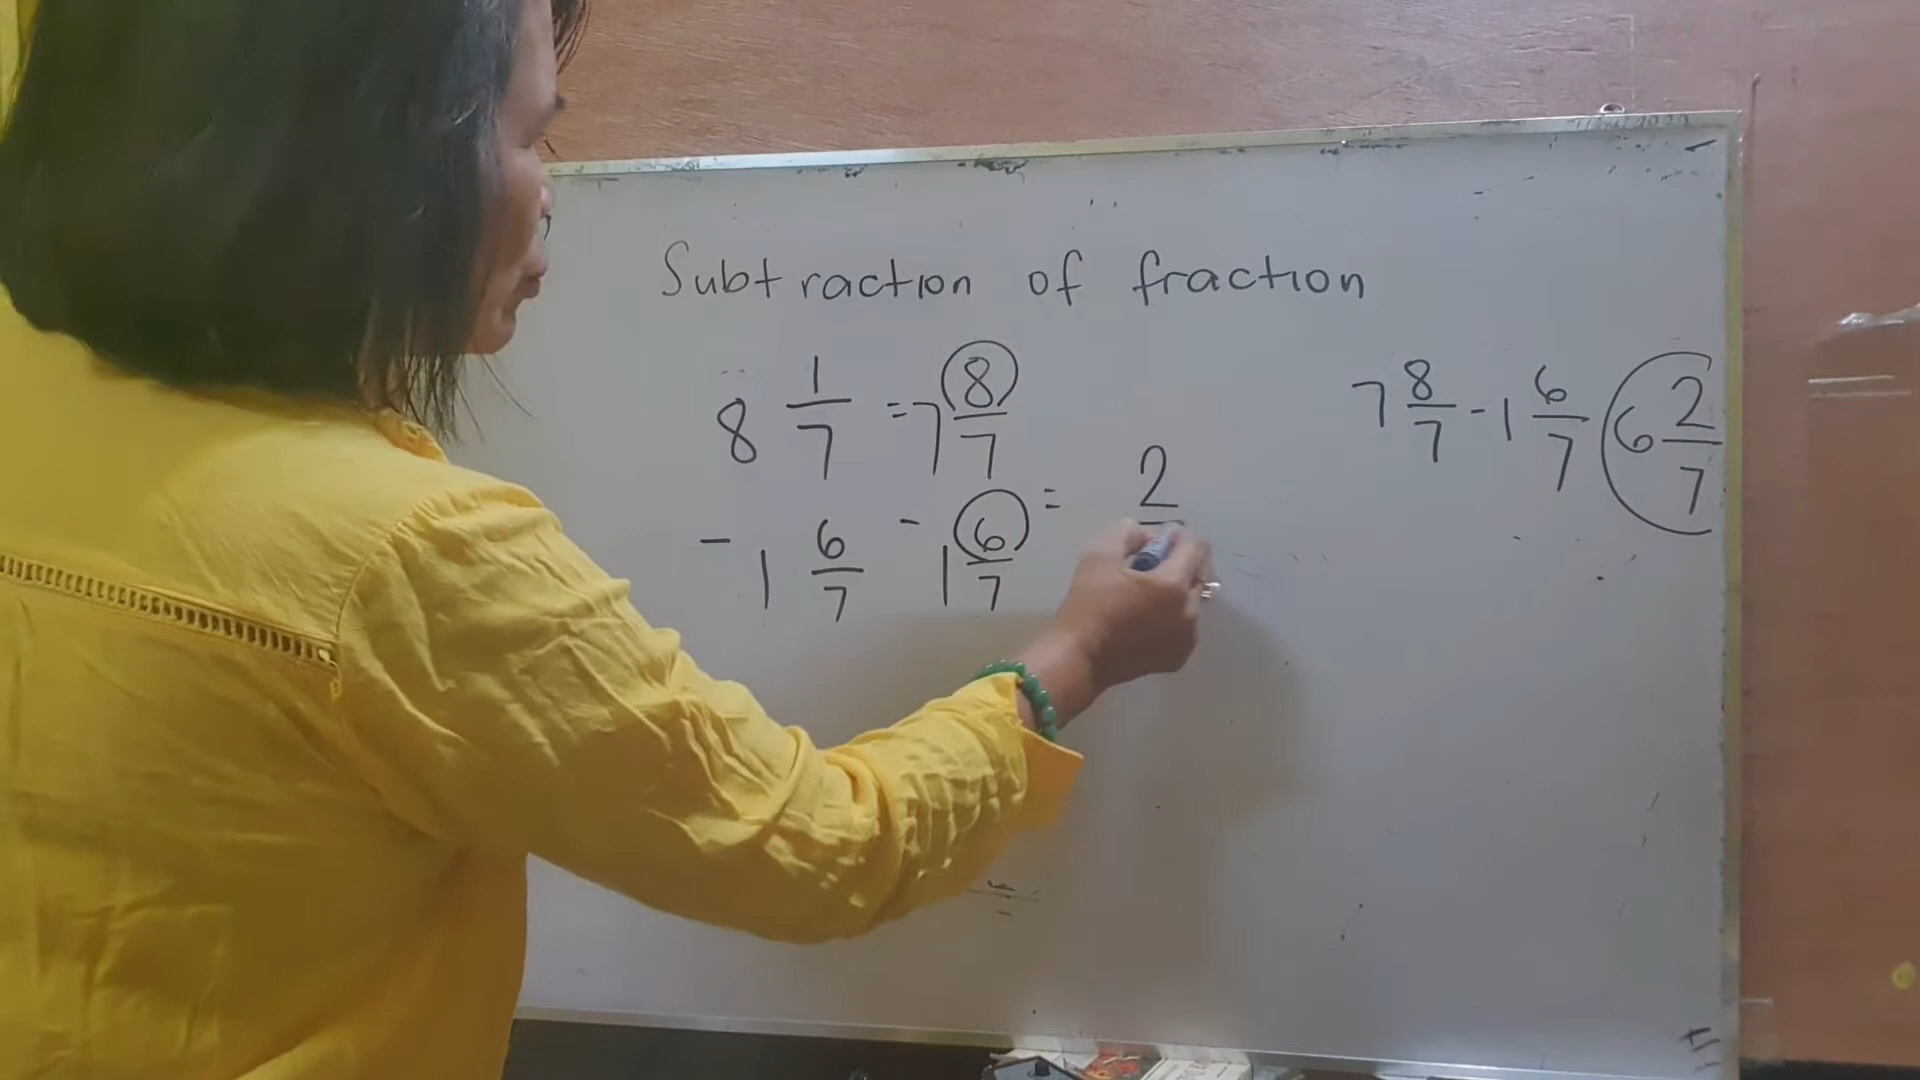 Subtraction of fraction
8 1/7 = 7 8/7
- 1 6/7 - 1 6/7 = 2
7 8/7 - 1 6/7 6 2/7